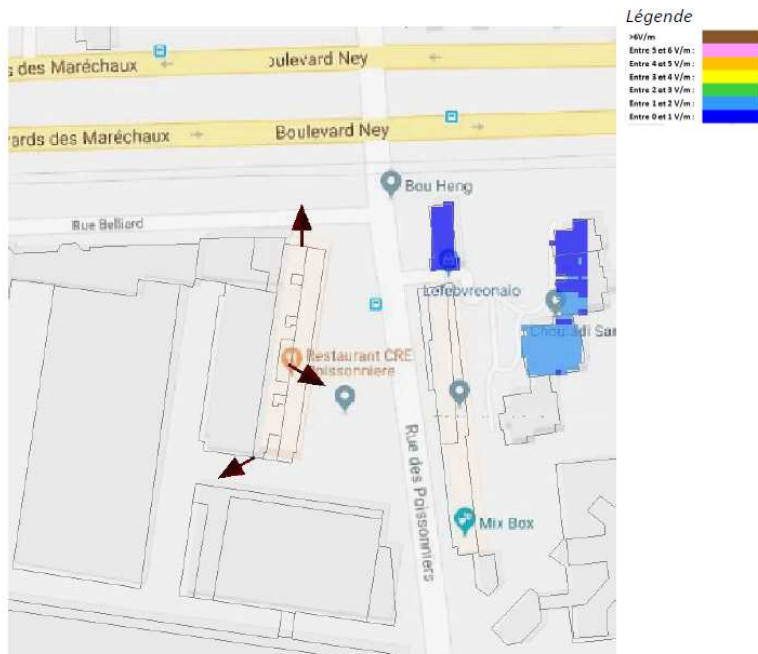 Légende
>6V/m
Entre 5 et 6 V/m :
Entre 4 et 5 V/m :
Entre 3 et 4 V/m :
Entre 2 et 3 V/m :
Entre 1 et 2 V/m :
Entre 0 et 1 V/m :
s des Maréchaux
oulevard Ney
vards des Maréchaux
Boulevard Ney
Bou Heng
Rue Belliard
Lefebvreonalo
Restaurant CRE
Poissonniere
Rue des Poissonniers
Mix Box